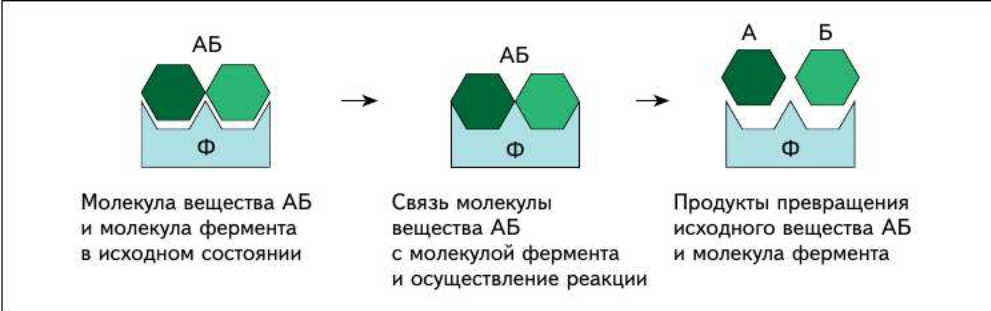 АБ
Ф
Молекула вещества АБ
и молекула фермента
в исходном состоянии
АБ
Ф
Связь молекулы
вещества АБ
с молекулой фермента
и осуществление реакции
А Б
Ф
Продукты превращения
исходного вещества АБ
и молекула фермента